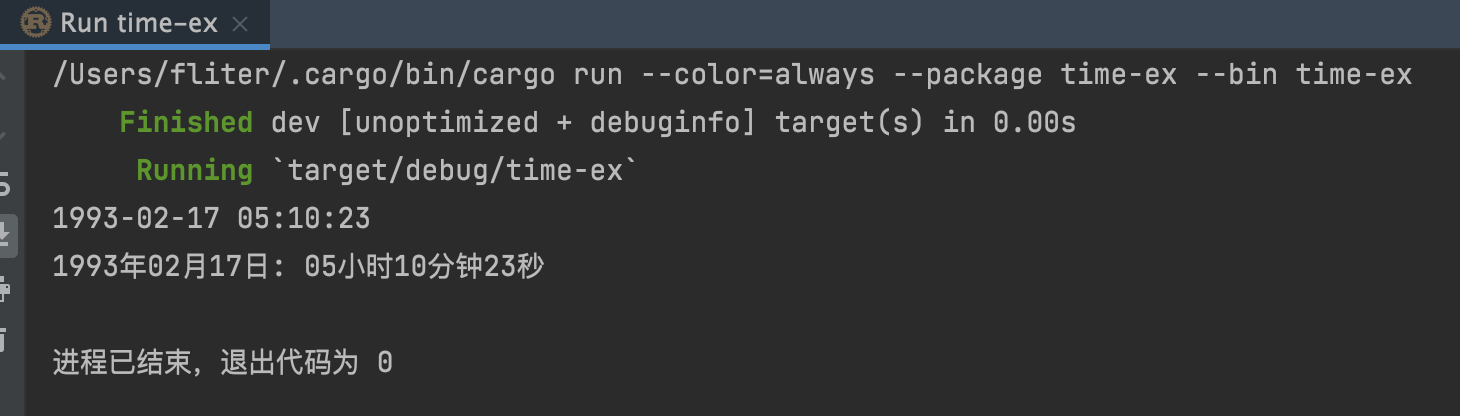 Run time-ex
/Users/fliter/.cargo/bin/cargo run --color=always --package time-ex --bin time-ex
Finished dev [unoptimized + debuginfo] target(s) in 0.00s
Running `target/debug/time-ex`
1993-02-17 05:10:23
1993年02月17日: 05小时10分钟23秒
进程已结束，退出代码为 0